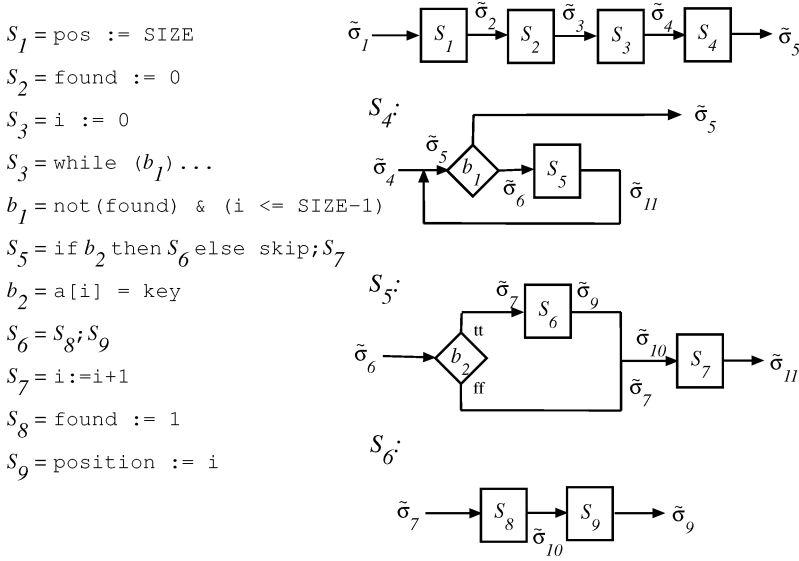 S1 = pos := SIZE
S2 = found := 0
S3 = i := 0
S3 = while (b1)...
b1 = not(found) & (i <= SIZE-1)
S5 = if b2 then S6 else skip;S7
b2 = a[i] = key
S6 = S8; S9
S7 = i:=i+1
S8 = found := 1
S9 = position := i
σ̃1 S1 σ̃2 S2 σ̃3 S3 σ̃4 S4 σ̃5
S4:
σ̃5
σ̃4 σ̃5 b1 σ̃6 S5 σ̃11
S5:
σ̃7 S6 σ̃9
tt
σ̃6 b2 σ̃10 S7 σ̃11
ff σ̃7
S6:
σ̃7 S8 σ̃10 S9 σ̃9